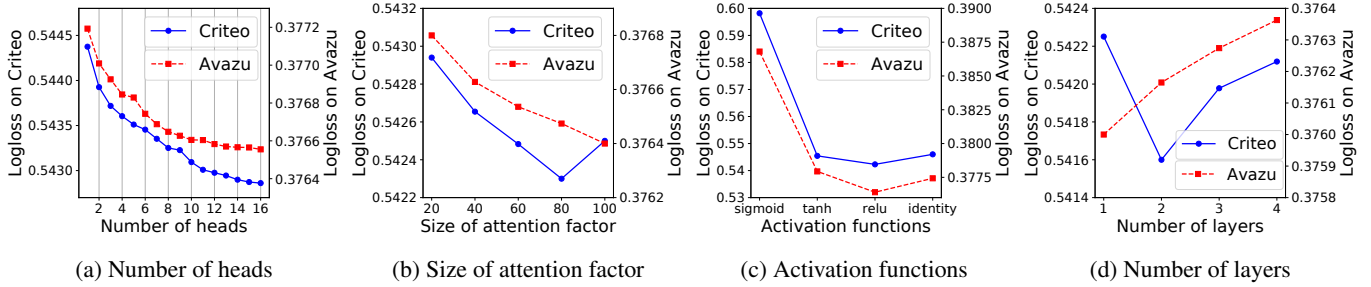 0.5445
0.5440
0.5435
0.5430
Logloss on Criteo
Criteo
Avazu
0.3772
0.3770
0.3768
0.3766
0.3764
Logloss on Avazu
2 4 6 8 10 12 14 16
Number of heads
(a) Number of heads
0.5432
0.5430
0.5428
0.5426
0.5424
0.5422
Logloss on Criteo
Criteo
Avazu
0.3768
0.3766
0.3764
0.3762
Logloss on Avazu
20 40 60 80 100
Size of attention factor
(b) Size of attention factor
0.60
0.59
0.58
0.57
0.56
0.55
0.54
0.53
Logloss on Criteo
Criteo
Avazu
0.3900
0.3875
0.3850
0.3825
0.3800
0.3775
Logloss on Avazu
sigmoid tanh relu identity
Activation functions
(c) Activation functions
0.5424
0.5422
0.5420
0.5418
0.5416
0.5414
Logloss on Criteo
Criteo
Avazu
0.3764
0.3763
0.3762
0.3761
0.3760
0.3759
0.3758
Logloss on Avazu
1 2 3 4
Number of layers
(d) Number of layers